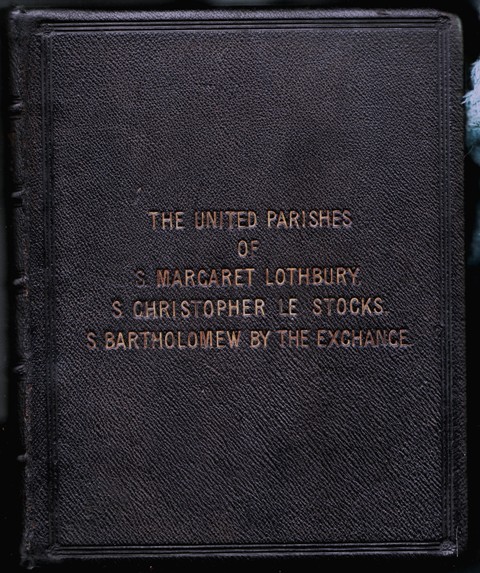 THE UNITED PARISHES
OF
S. MARGARET LOTHBURY,
S. CHRISTOPHER LE STOCKS.
S. BARTHOLOMEW BY THE EXCHANGE.